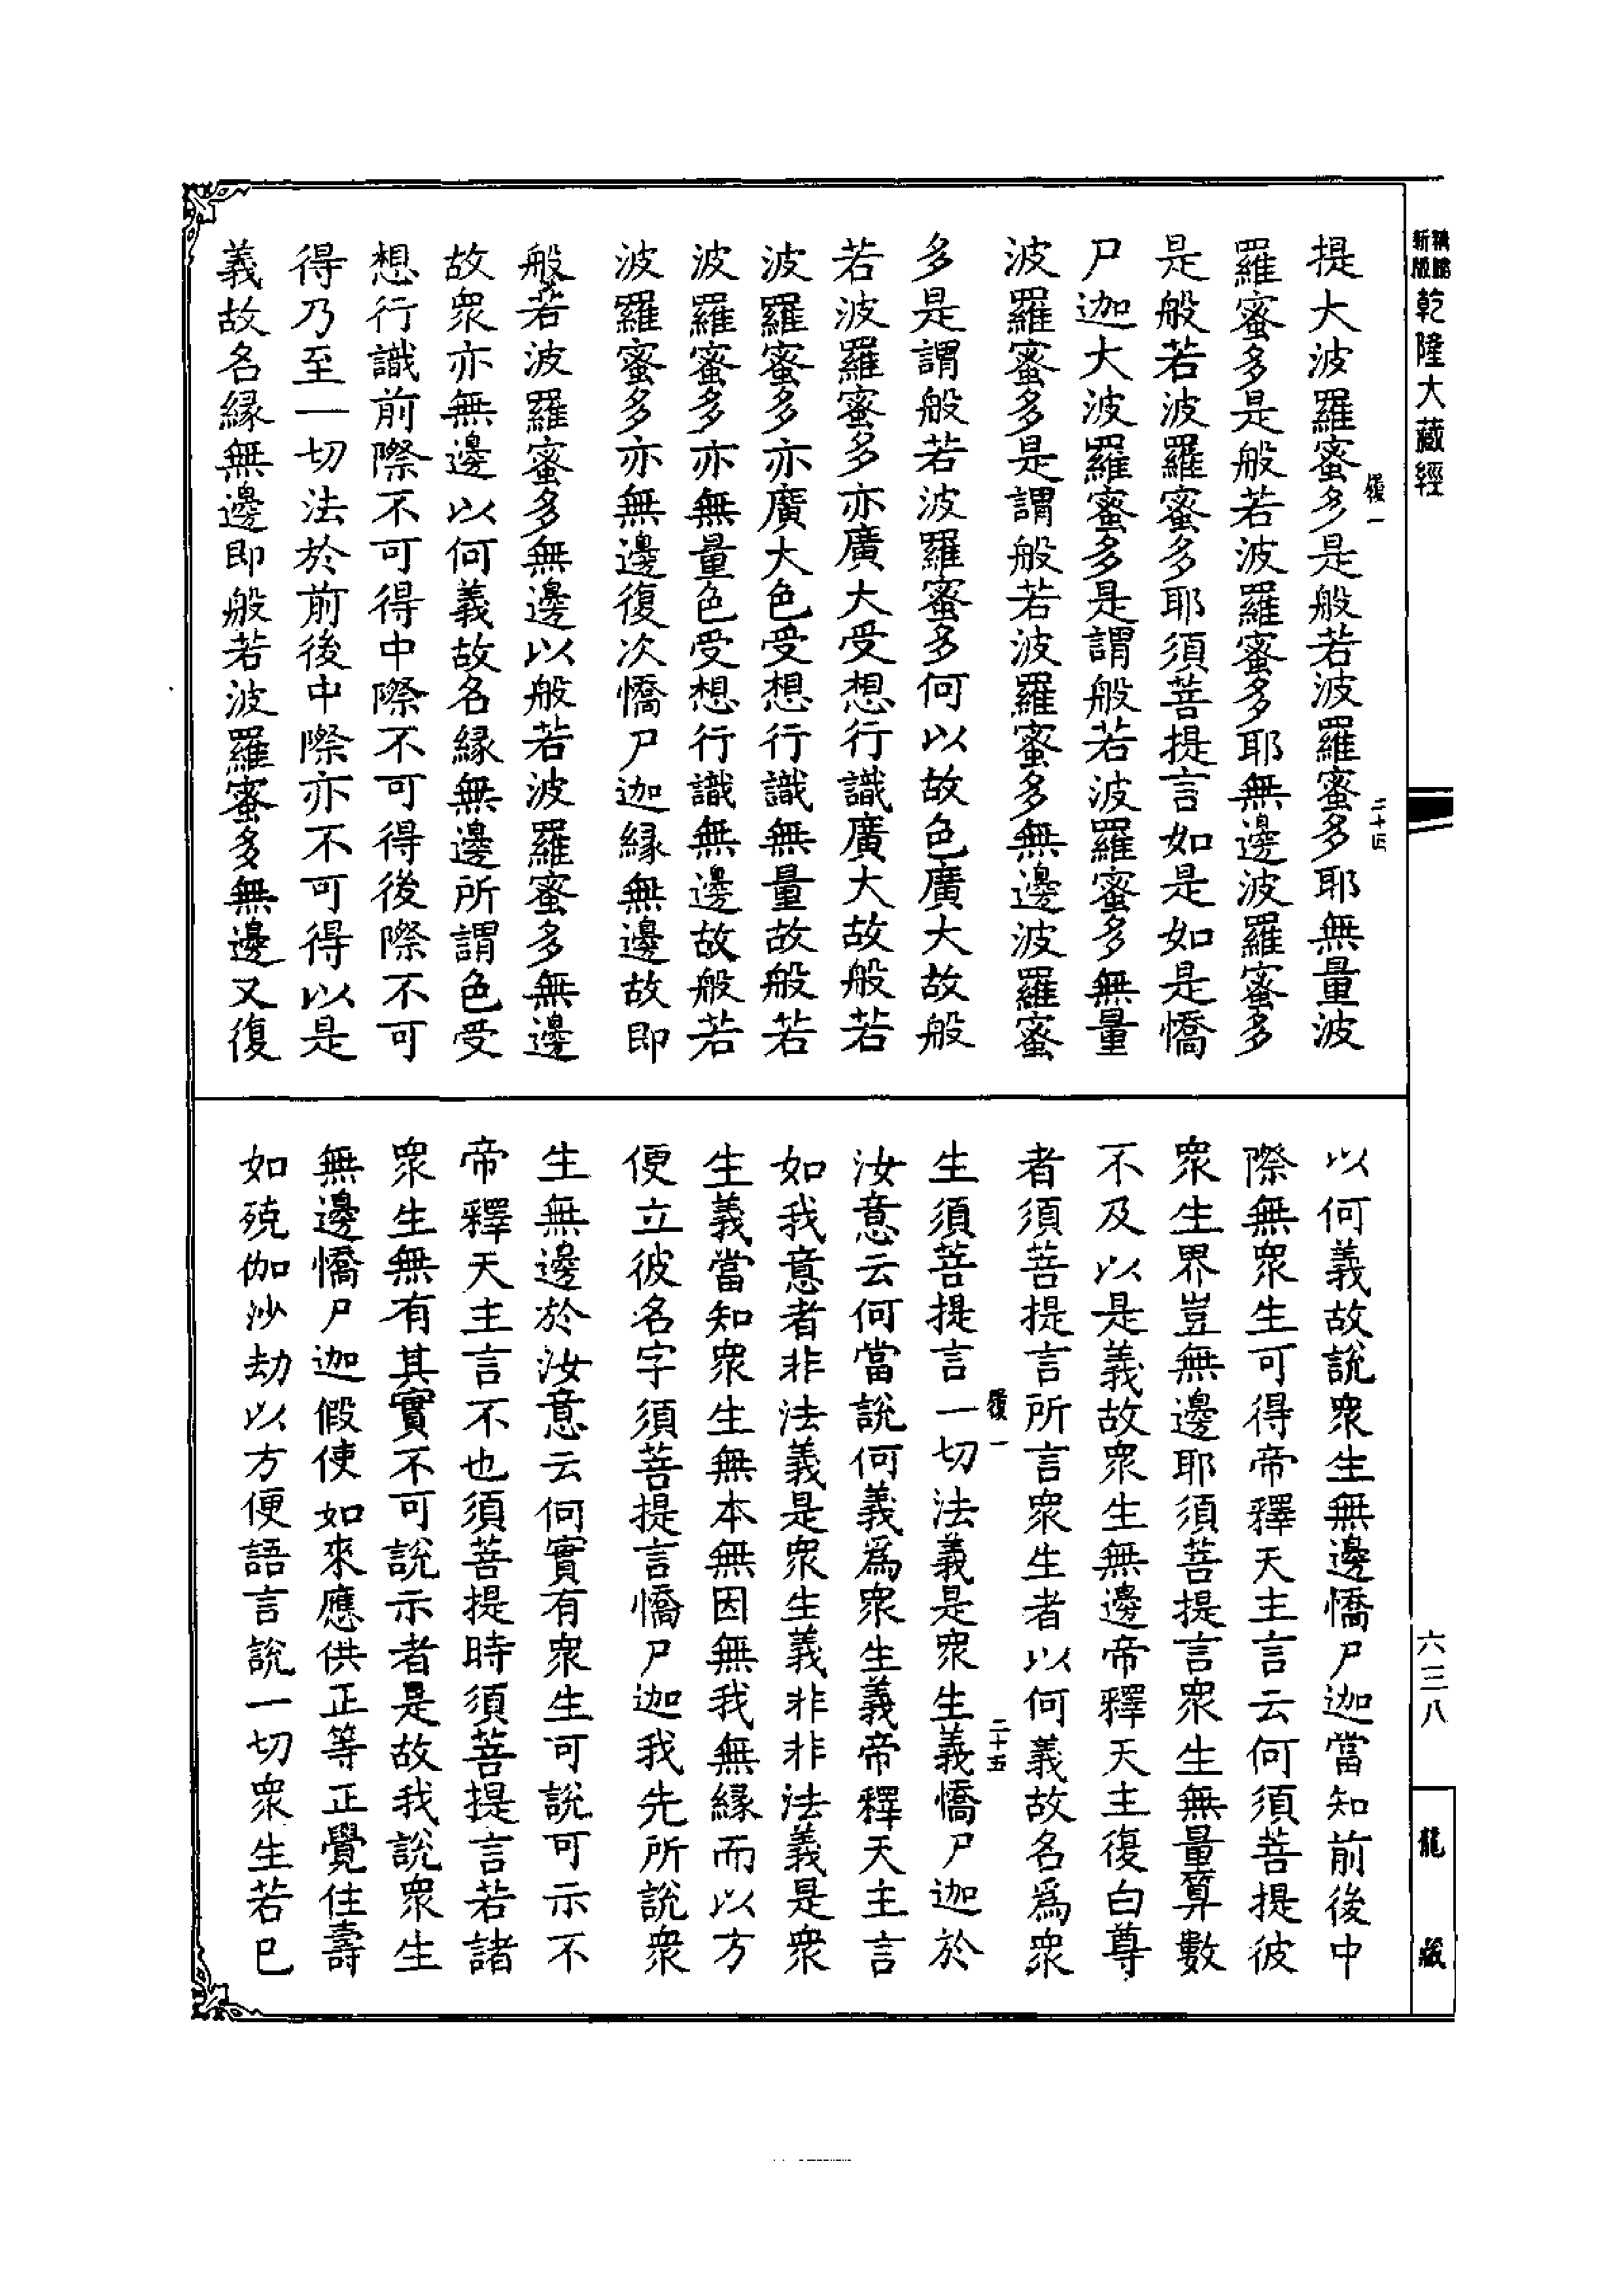 新版
精縮
乾隆大藏經
履一
二十四
提大波羅蜜多是般若波羅蜜多耶無量波
羅蜜多是般若波羅蜜多耶無邊波羅蜜多
是般若波羅蜜多耶須菩提言如是如是憍
尸迦大波羅蜜多是謂般若波羅蜜多無量
波羅蜜多是謂般若波羅蜜多無邊波羅蜜
多是謂般若波羅蜜多何以故色廣大故般
若波羅蜜多亦廣大受想行識廣大故般若
波羅蜜多亦廣大色受想行識無量故般若
波羅蜜多亦無量色受想行識無邊故般若
波羅蜜多亦無邊復次憍尸迦緣無邊故即
般若波羅蜜多無邊以般若波羅蜜多無邊
故衆亦無邊以何義故名緣無邊所謂色受
想行識前際不可得中際不可得後際不可
得乃至一切法於前後中際亦不可得以是
義故名緣無邊即般若波羅蜜多無邊又復
以何義故說衆生無邊憍尸迦當知前後中
際無衆生可得帝釋天主言云何須菩提彼
衆生界豈無邊耶須菩提言衆生無量算數
不及以是義故衆生無邊帝釋天主復白尊
者須菩提言所言衆生者以何義故名爲衆
履一
二十五
生須菩提言一切法義是衆生義憍尸迦於
汝意云何當說何義爲衆生義帝釋天主言
如我意者非法義是衆生義非非法義是衆
生義當知衆生無本無因無我無緣而以方
便立彼名字須菩提言憍尸迦我先所說衆
生無邊於汝意云何實有衆生可說可示不
帝釋天主言不也須菩提時須菩提言若諸
衆生無有其實不可說示者是故我說衆生
無邊憍尸迦假使如來應供正等正覺住壽
如殑伽沙劫以方便語言說一切衆生若已
六三八
龍藏